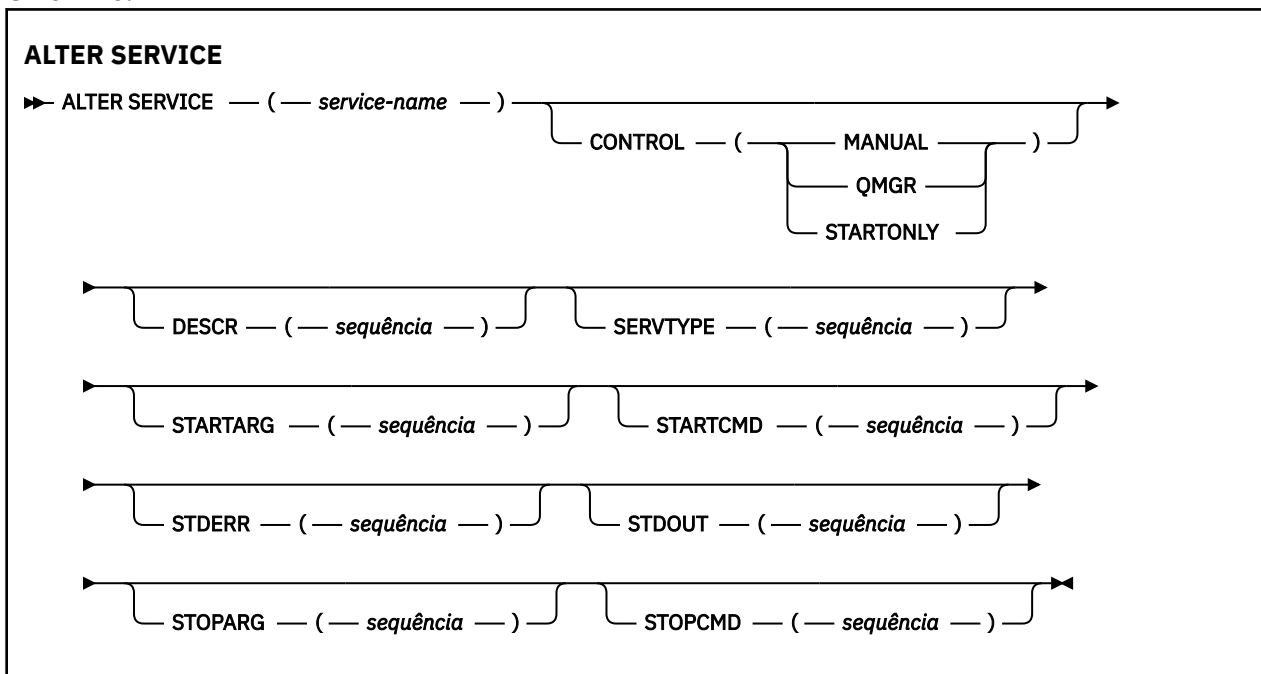 ALTER SERVICE
ALTER SERVICE ( service-name )
CONTROL ( MANUAL )
QMGR
STARTONLY
DESCR ( sequência ) SERVTYPE ( sequência )
STARTARG ( sequência ) STARTCMD ( sequência )
STDERR ( sequência ) STDOUT ( sequência )
STOPARG ( sequência ) STOPCMD ( sequência )